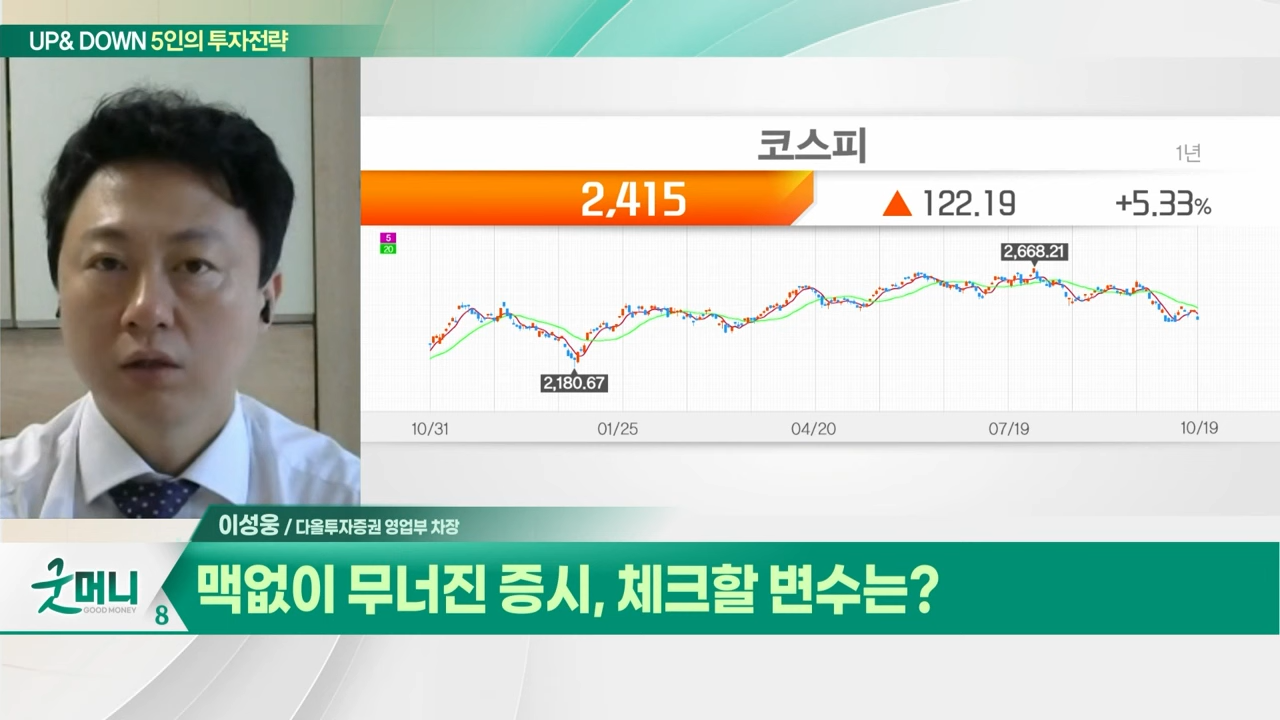 UP& DOWN 5인의 투자전략
코스피
1년
2,415
▲ 122.19
+5.33%
5
20
2,668.21
2,180.67
10/31
01/25
04/20
07/19
10/19
이성웅 / 다올투자증권 영업부 차장
굿머니
GOOD MONEY
8
맥없이 무너진 증시, 체크할 변수는?